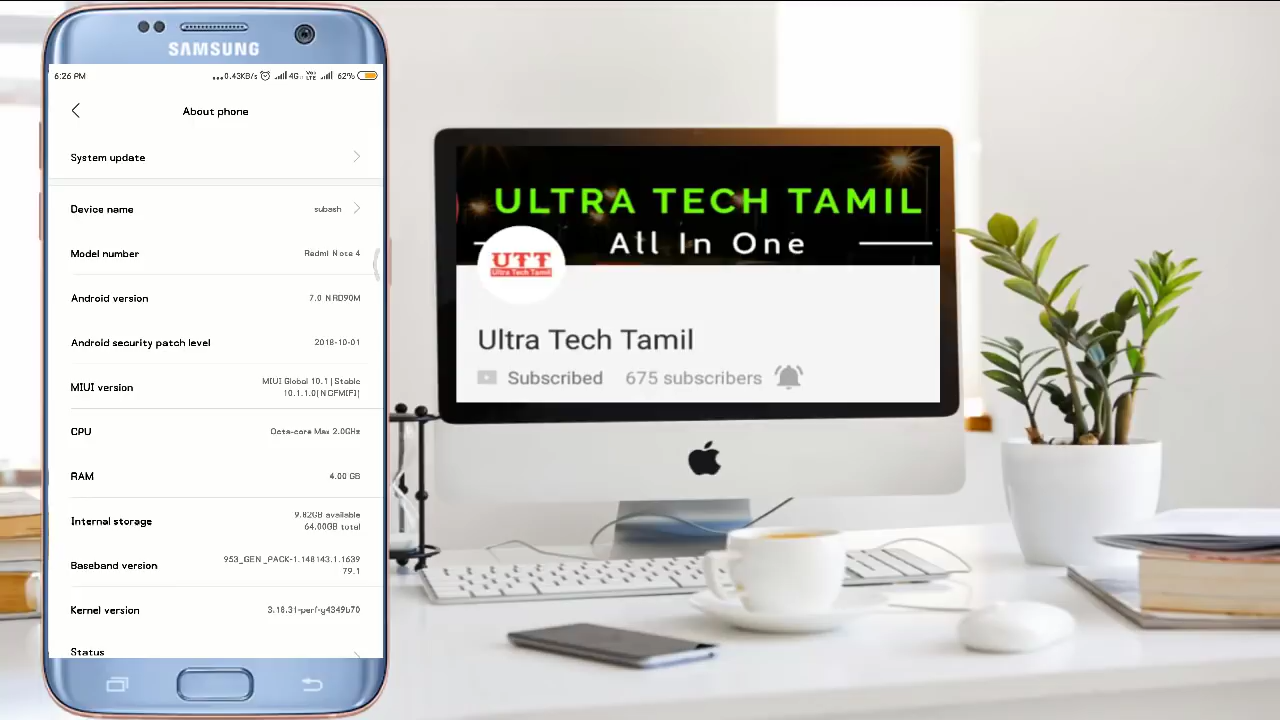 SAMSUNG
6:26 PM
...0.43KB/s 4G VoLTE 62%
About phone
System update
Device name subash
Model number Redmi Note 4
Android version 7.0 NRD90M
Android security patch level 2018-10-01
MIUI version MIUI Global 10.1 | Stable
10.1.1.0(NCFMIFI)
CPU Octa-core Max 2.0GHz
RAM 4.00 GB
Internal storage 9.82GB available
64.00GB total
Baseband version 953_GEN_PACK-1.148143.1.1639
79.1
Kernel version 3.18.31-perf-g4349b70
Status
ULTRA TECH TAMIL
All In One
UTT
Ultra Tech Tamil
Ultra Tech Tamil
Subscribed 675 subscribers